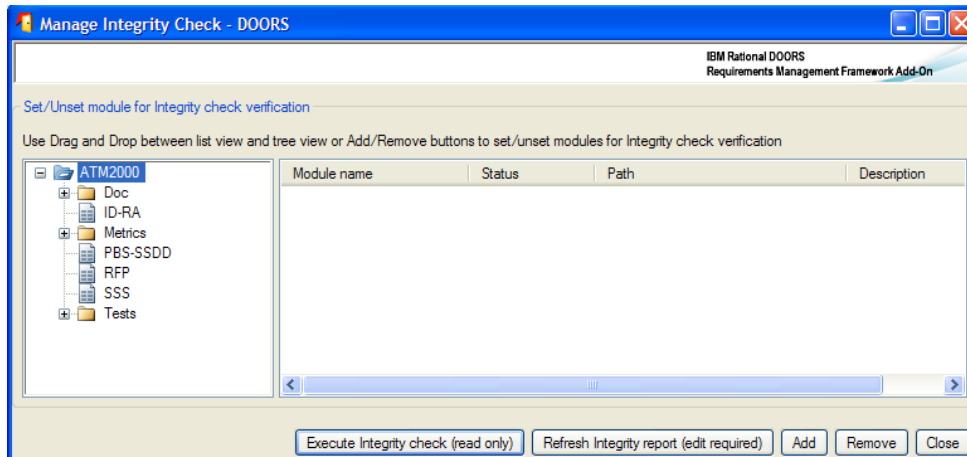 Manage Integrity Check - DOORS
IBM Rational DOORS
Requirements Management Framework Add-On
Set/Unset module for Integrity check verification
Use Drag and Drop between list view and tree view or Add/Remove buttons to set/unset modules for Integrity check verification
ATM2000
Module name Status Path Description
Doc
ID-RA
Metrics
PBS-SSDD
RFP
SSS
Tests
Execute Integrity check (read only) Refresh Integrity report (edit required) Add Remove Close